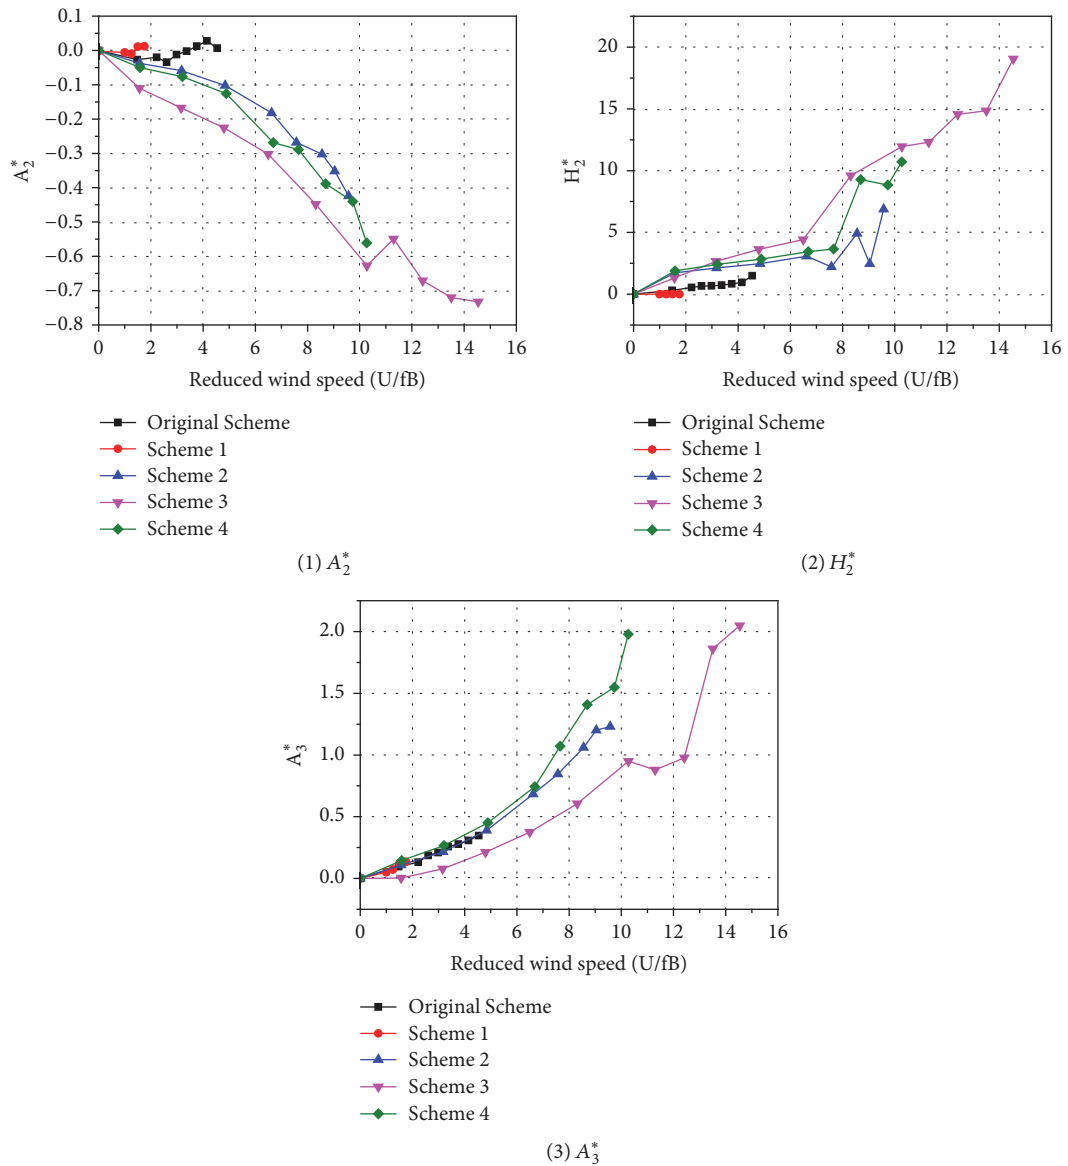 0.1
0.0
−0.1
−0.2
−0.3
−0.4
−0.5
−0.6
−0.7
−0.8
A₂*
0 2 4 6 8 10 12 14 16
Reduced wind speed (U/fB)
Original Scheme
Scheme 1
Scheme 2
Scheme 3
Scheme 4
(1) A₂*
20
15
10
5
0
H₂*
0 2 4 6 8 10 12 14 16
Reduced wind speed (U/fB)
Original Scheme
Scheme 1
Scheme 2
Scheme 3
Scheme 4
(2) H₂*
2.0
1.5
1.0
0.5
0.0
A₃*
0 2 4 6 8 10 12 14 16
Reduced wind speed (U/fB)
Original Scheme
Scheme 1
Scheme 2
Scheme 3
Scheme 4
(3) A₃*